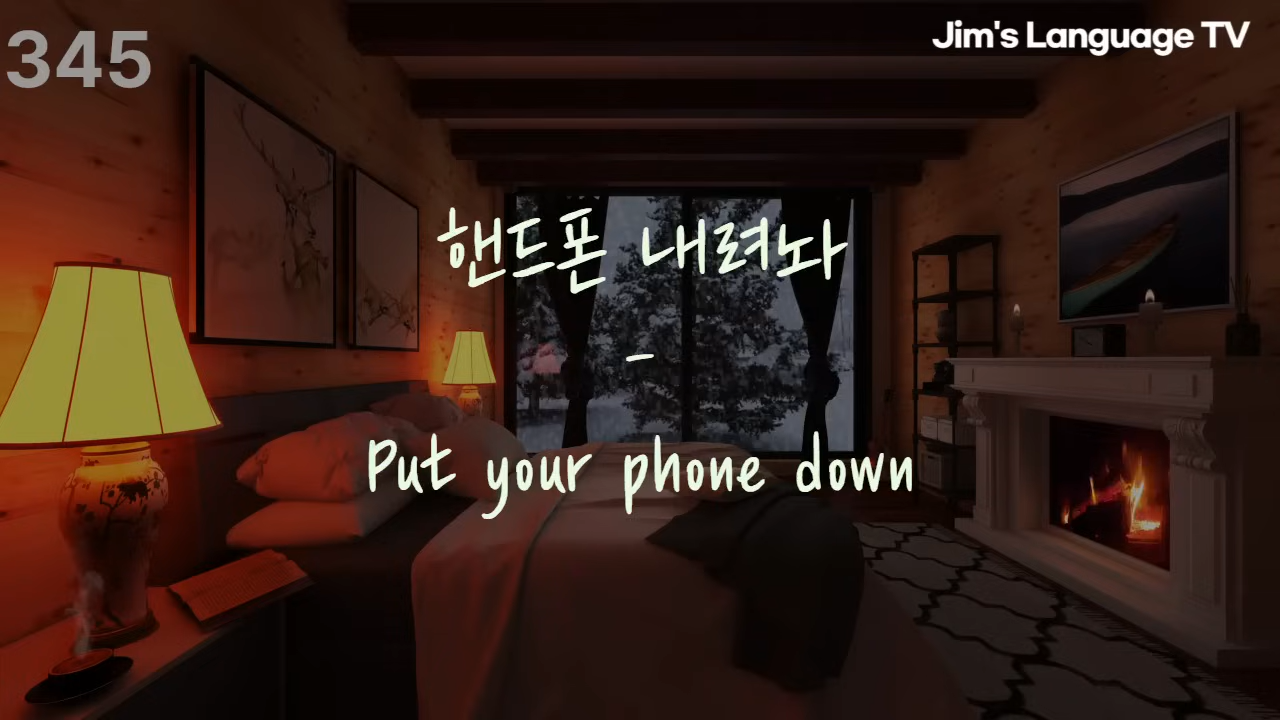 345
Jim's Language TV
핸드폰 내려놔
-
Put your phone down